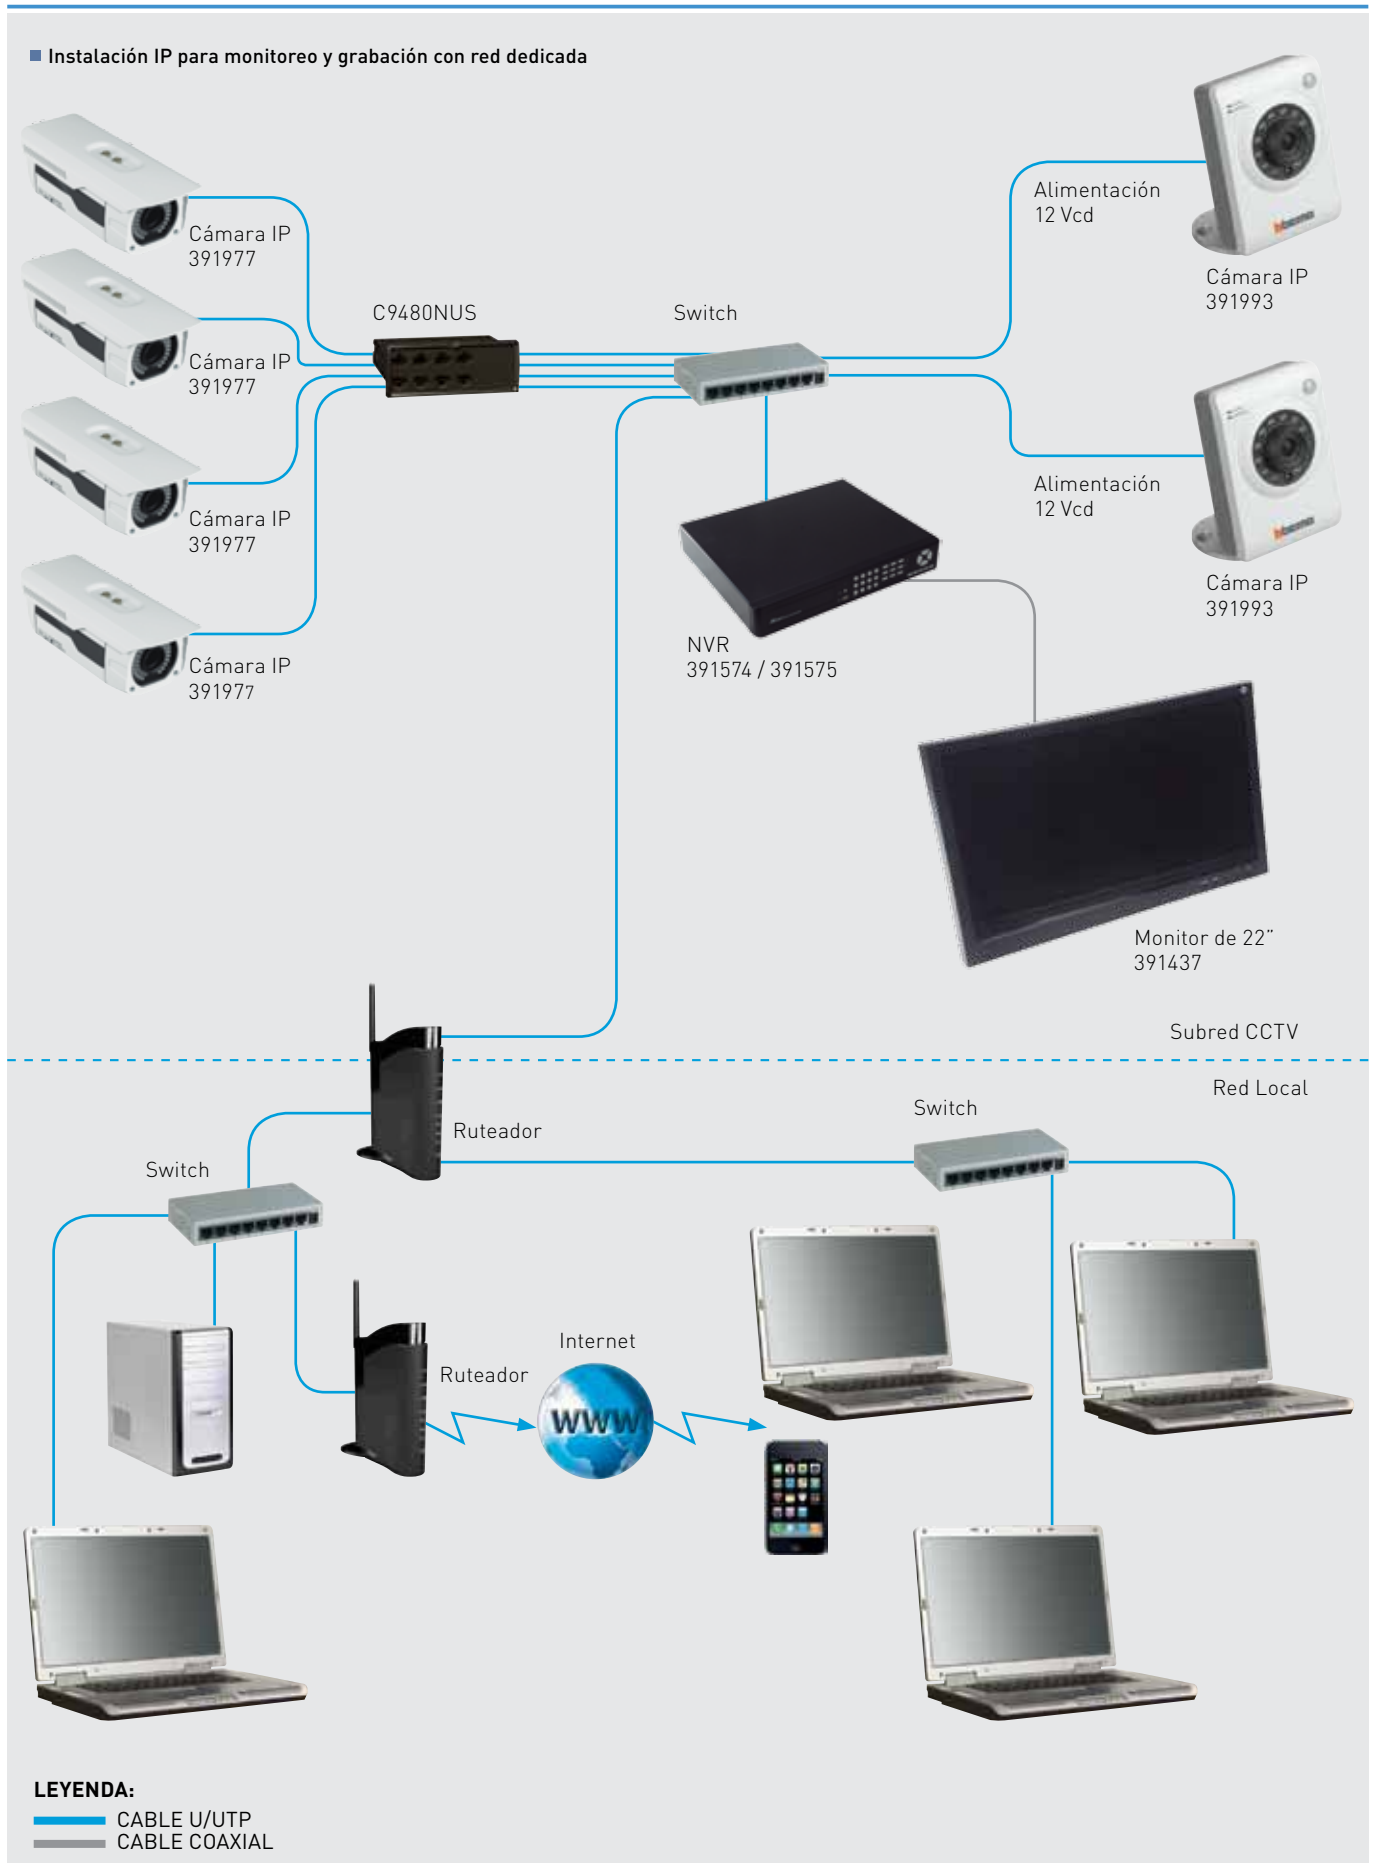 Instalación IP para monitoreo y grabación con red dedicada
Cámara IP
391977
Cámara IP
391977
Cámara IP
391977
Cámara IP
391977
C9480NUS
Switch
Alimentación
12 Vcd
Cámara IP
391993
Alimentación
12 Vcd
Cámara IP
391993
NVR
391574 / 391575
Monitor de 22”
391437
Subred CCTV
Red Local
Ruteador
Switch
Switch
Ruteador
Internet
WWW
LEYENDA:
CABLE U/UTP
CABLE COAXIAL